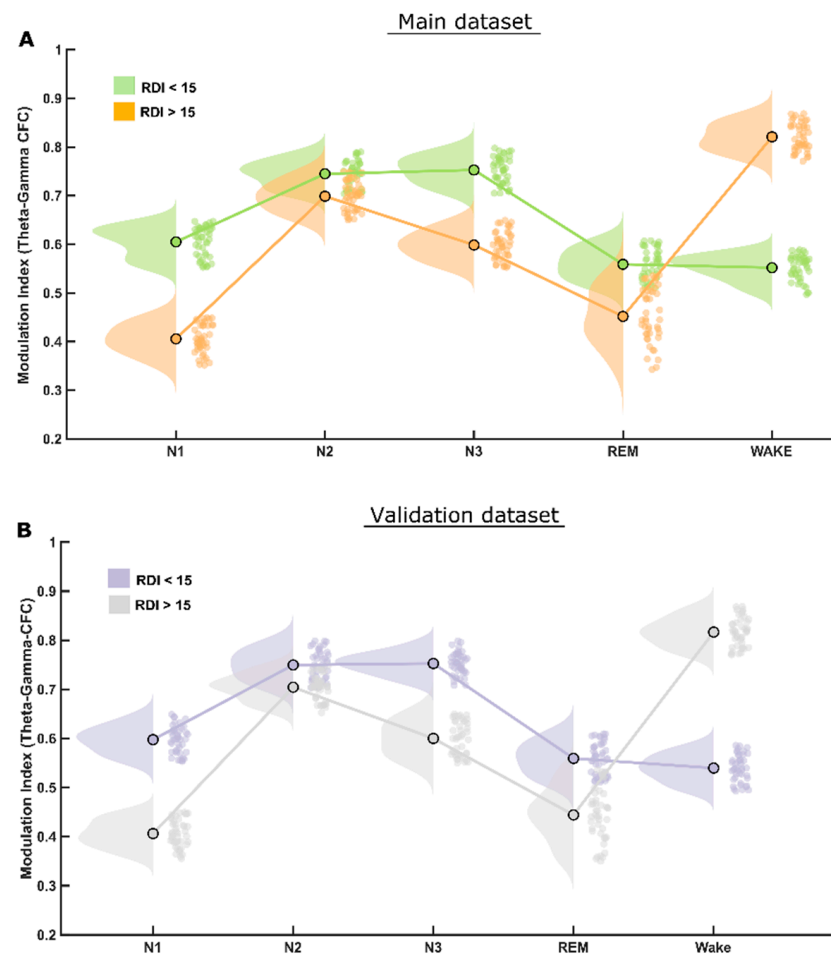 A
Main dataset
Modulation Index (Theta-Gamma CFC)
1
0.9
0.8
0.7
0.6
0.5
0.4
0.3
0.2
RDI < 15
RDI > 15
N1 N2 N3 REM WAKE
B
Validation dataset
Modulation Index (Theta-Gamma-CFC)
1
0.9
0.8
0.7
0.6
0.5
0.4
0.3
0.2
RDI < 15
RDI > 15
N1 N2 N3 REM Wake